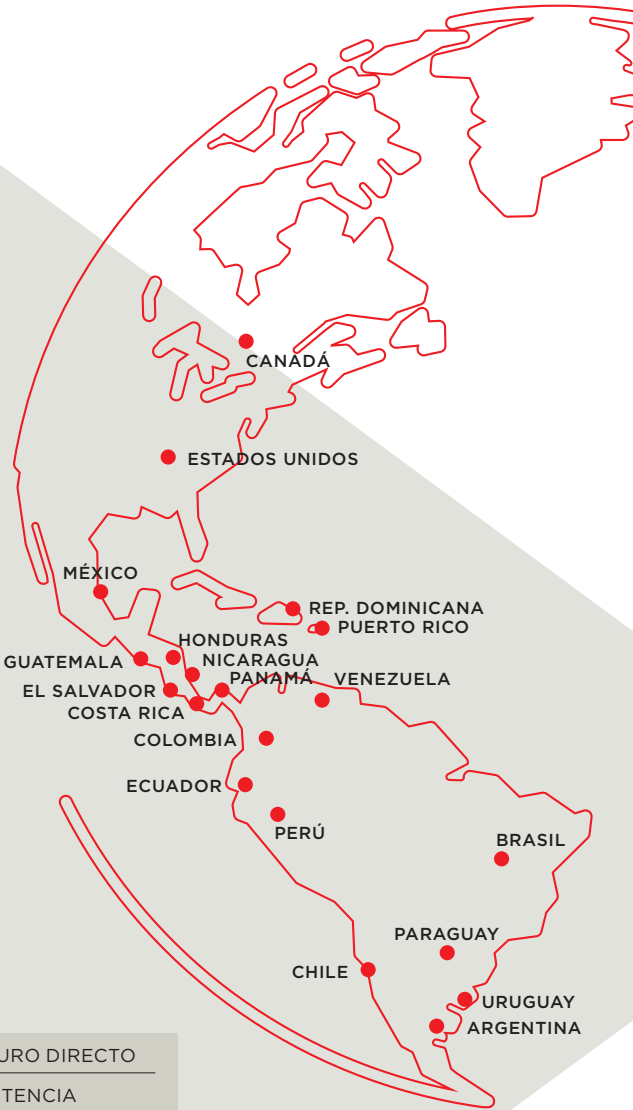 CANADÁ
ESTADOS UNIDOS
MÉXICO
REP. DOMINICANA
PUERTO RICO
HONDURAS
GUATEMALA
NICARAGUA
PANAMÁ
VENEZUELA
EL SALVADOR
COSTA RICA
COLOMBIA
ECUADOR
PERÚ
BRASIL
PARAGUAY
CHILE
URUGUAY
ARGENTINA
URO DIRECTO
TENCIA